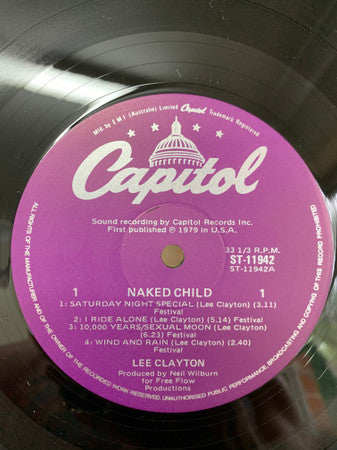 Mfd by E M I (Australia) Limited Capitol Trademark Registered
Capitol
Sound recording by Capitol Records Inc.
First published ℗ 1979 in U.S.A.
33 1/3 R.P.M.
ST-11942
ST-11942A
1 NAKED CHILD 1
1: SATURDAY NIGHT SPECIAL (Lee Clayton) (3.11)
Festival
2: I RIDE ALONE (Lee Clayton) (5.14) Festival
3: 10,000 YEARS/SEXUAL MOON (Lee Clayton)
(6.23) Festival
4: WIND AND RAIN (Lee Clayton) (2.40)
Festival
LEE CLAYTON
Produced by Neil Wilburn
for Free Flow
Productions
ALL RIGHTS OF THE MANUFACTURER AND OF THE OWNER OF THE RECORDED WORK RESERVED. UNAUTHORISED PUBLIC PERFORMANCE BROADCASTING AND COPYING OF THIS RECORD PROHIBITED